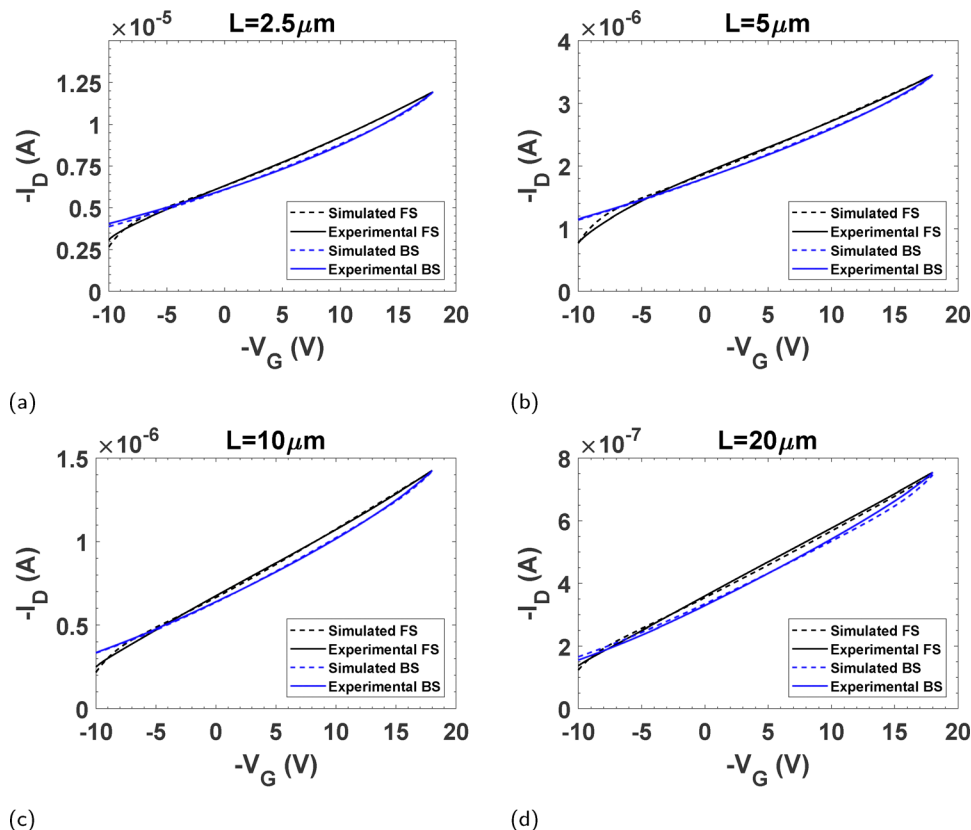 ×10⁻⁵
L=2.5μm
1.25
1
0.75
0.5
0.25
0
-I_D (A)
-10 -5 0 5 10 15 20
-V_G (V)
Simulated FS
Experimental FS
Simulated BS
Experimental BS
(a)
×10⁻⁶
L=5μm
4
3
2
1
0
-I_D (A)
-10 -5 0 5 10 15 20
-V_G (V)
Simulated FS
Experimental FS
Simulated BS
Experimental BS
(b)
×10⁻⁶
L=10μm
1.5
1
0.5
0
-I_D (A)
-10 -5 0 5 10 15 20
-V_G (V)
Simulated FS
Experimental FS
Simulated BS
Experimental BS
(c)
×10⁻⁷
L=20μm
8
6
4
2
0
-I_D (A)
-10 -5 0 5 10 15 20
-V_G (V)
Simulated FS
Experimental FS
Simulated BS
Experimental BS
(d)